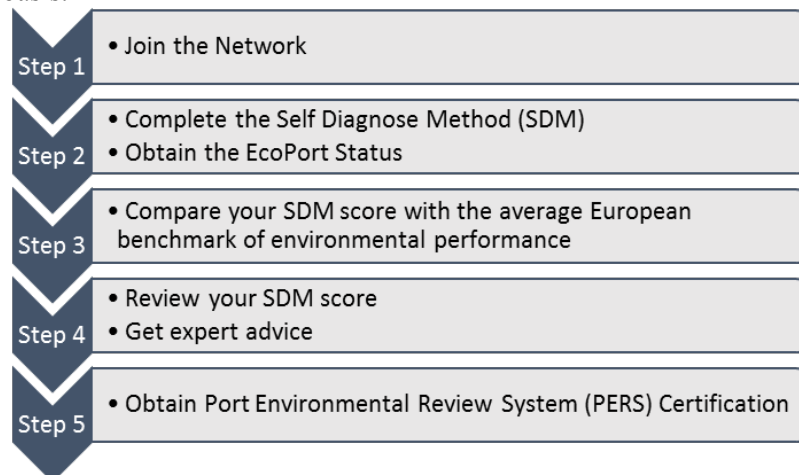 Step 1
• Join the Network
Step 2
• Complete the Self Diagnose Method (SDM)
• Obtain the EcoPort Status
Step 3
• Compare your SDM score with the average European
benchmark of environmental performance
Step 4
• Review your SDM score
• Get expert advice
Step 5
• Obtain Port Environmental Review System (PERS) Certification